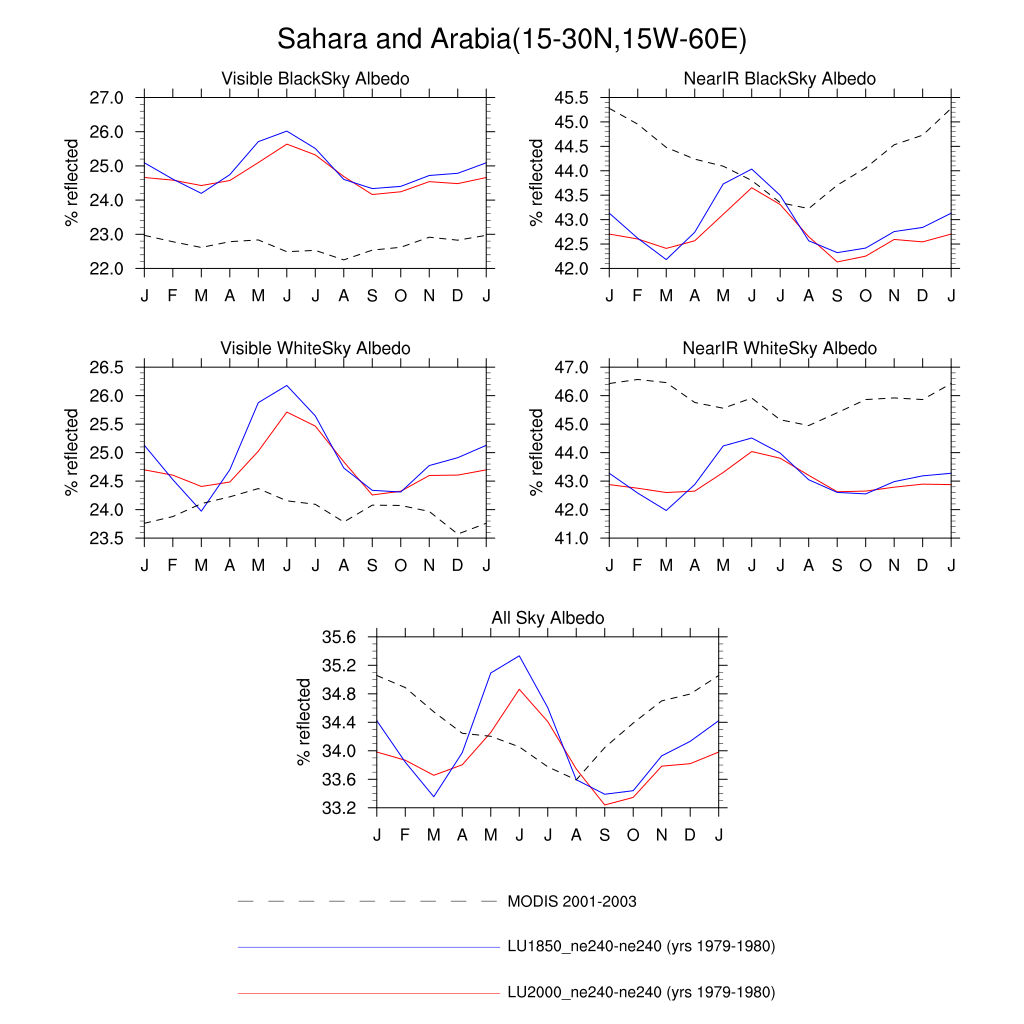 Sahara and Arabia(15-30N,15W-60E)
Visible BlackSky Albedo
27.0
26.0
25.0
24.0
23.0
22.0
% reflected
J F M A M J J A S O N D J
NearIR BlackSky Albedo
45.5
45.0
44.5
44.0
43.5
43.0
42.5
42.0
% reflected
J F M A M J J A S O N D J
Visible WhiteSky Albedo
26.5
26.0
25.5
25.0
24.5
24.0
23.5
% reflected
J F M A M J J A S O N D J
NearIR WhiteSky Albedo
47.0
46.0
45.0
44.0
43.0
42.0
41.0
% reflected
J F M A M J J A S O N D J
All Sky Albedo
35.6
35.2
34.8
34.4
34.0
33.6
33.2
% reflected
J F M A M J J A S O N D J
MODIS 2001-2003
LU1850_ne240-ne240 (yrs 1979-1980)
LU2000_ne240-ne240 (yrs 1979-1980)